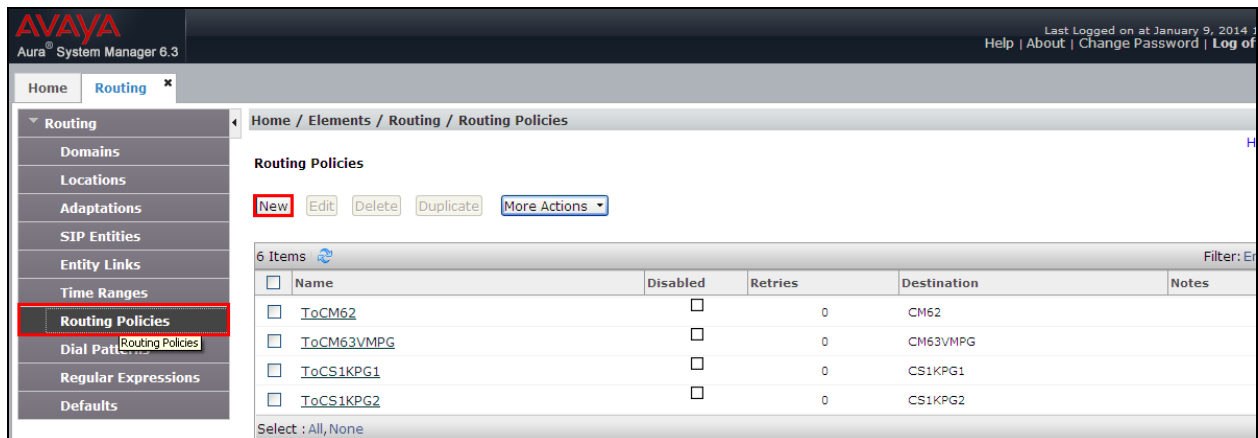 AVAYA
Aura® System Manager 6.3
Last Logged on at January 9, 2014
Help | About | Change Password | Log of
Home Routing ×
Routing
Domains
Locations
Adaptations
SIP Entities
Entity Links
Time Ranges
Routing Policies
Routing Policies
Dial Patterns
Regular Expressions
Defaults
Home / Elements / Routing / Routing Policies
H
Routing Policies
New Edit Delete Duplicate More Actions
6 Items Filter: En
Name Disabled Retries Destination Notes
ToCM62 0 CM62
ToCM63VMPG 0 CM63VMPG
ToCS1KPG1 0 CS1KPG1
ToCS1KPG2 0 CS1KPG2
Select : All, None